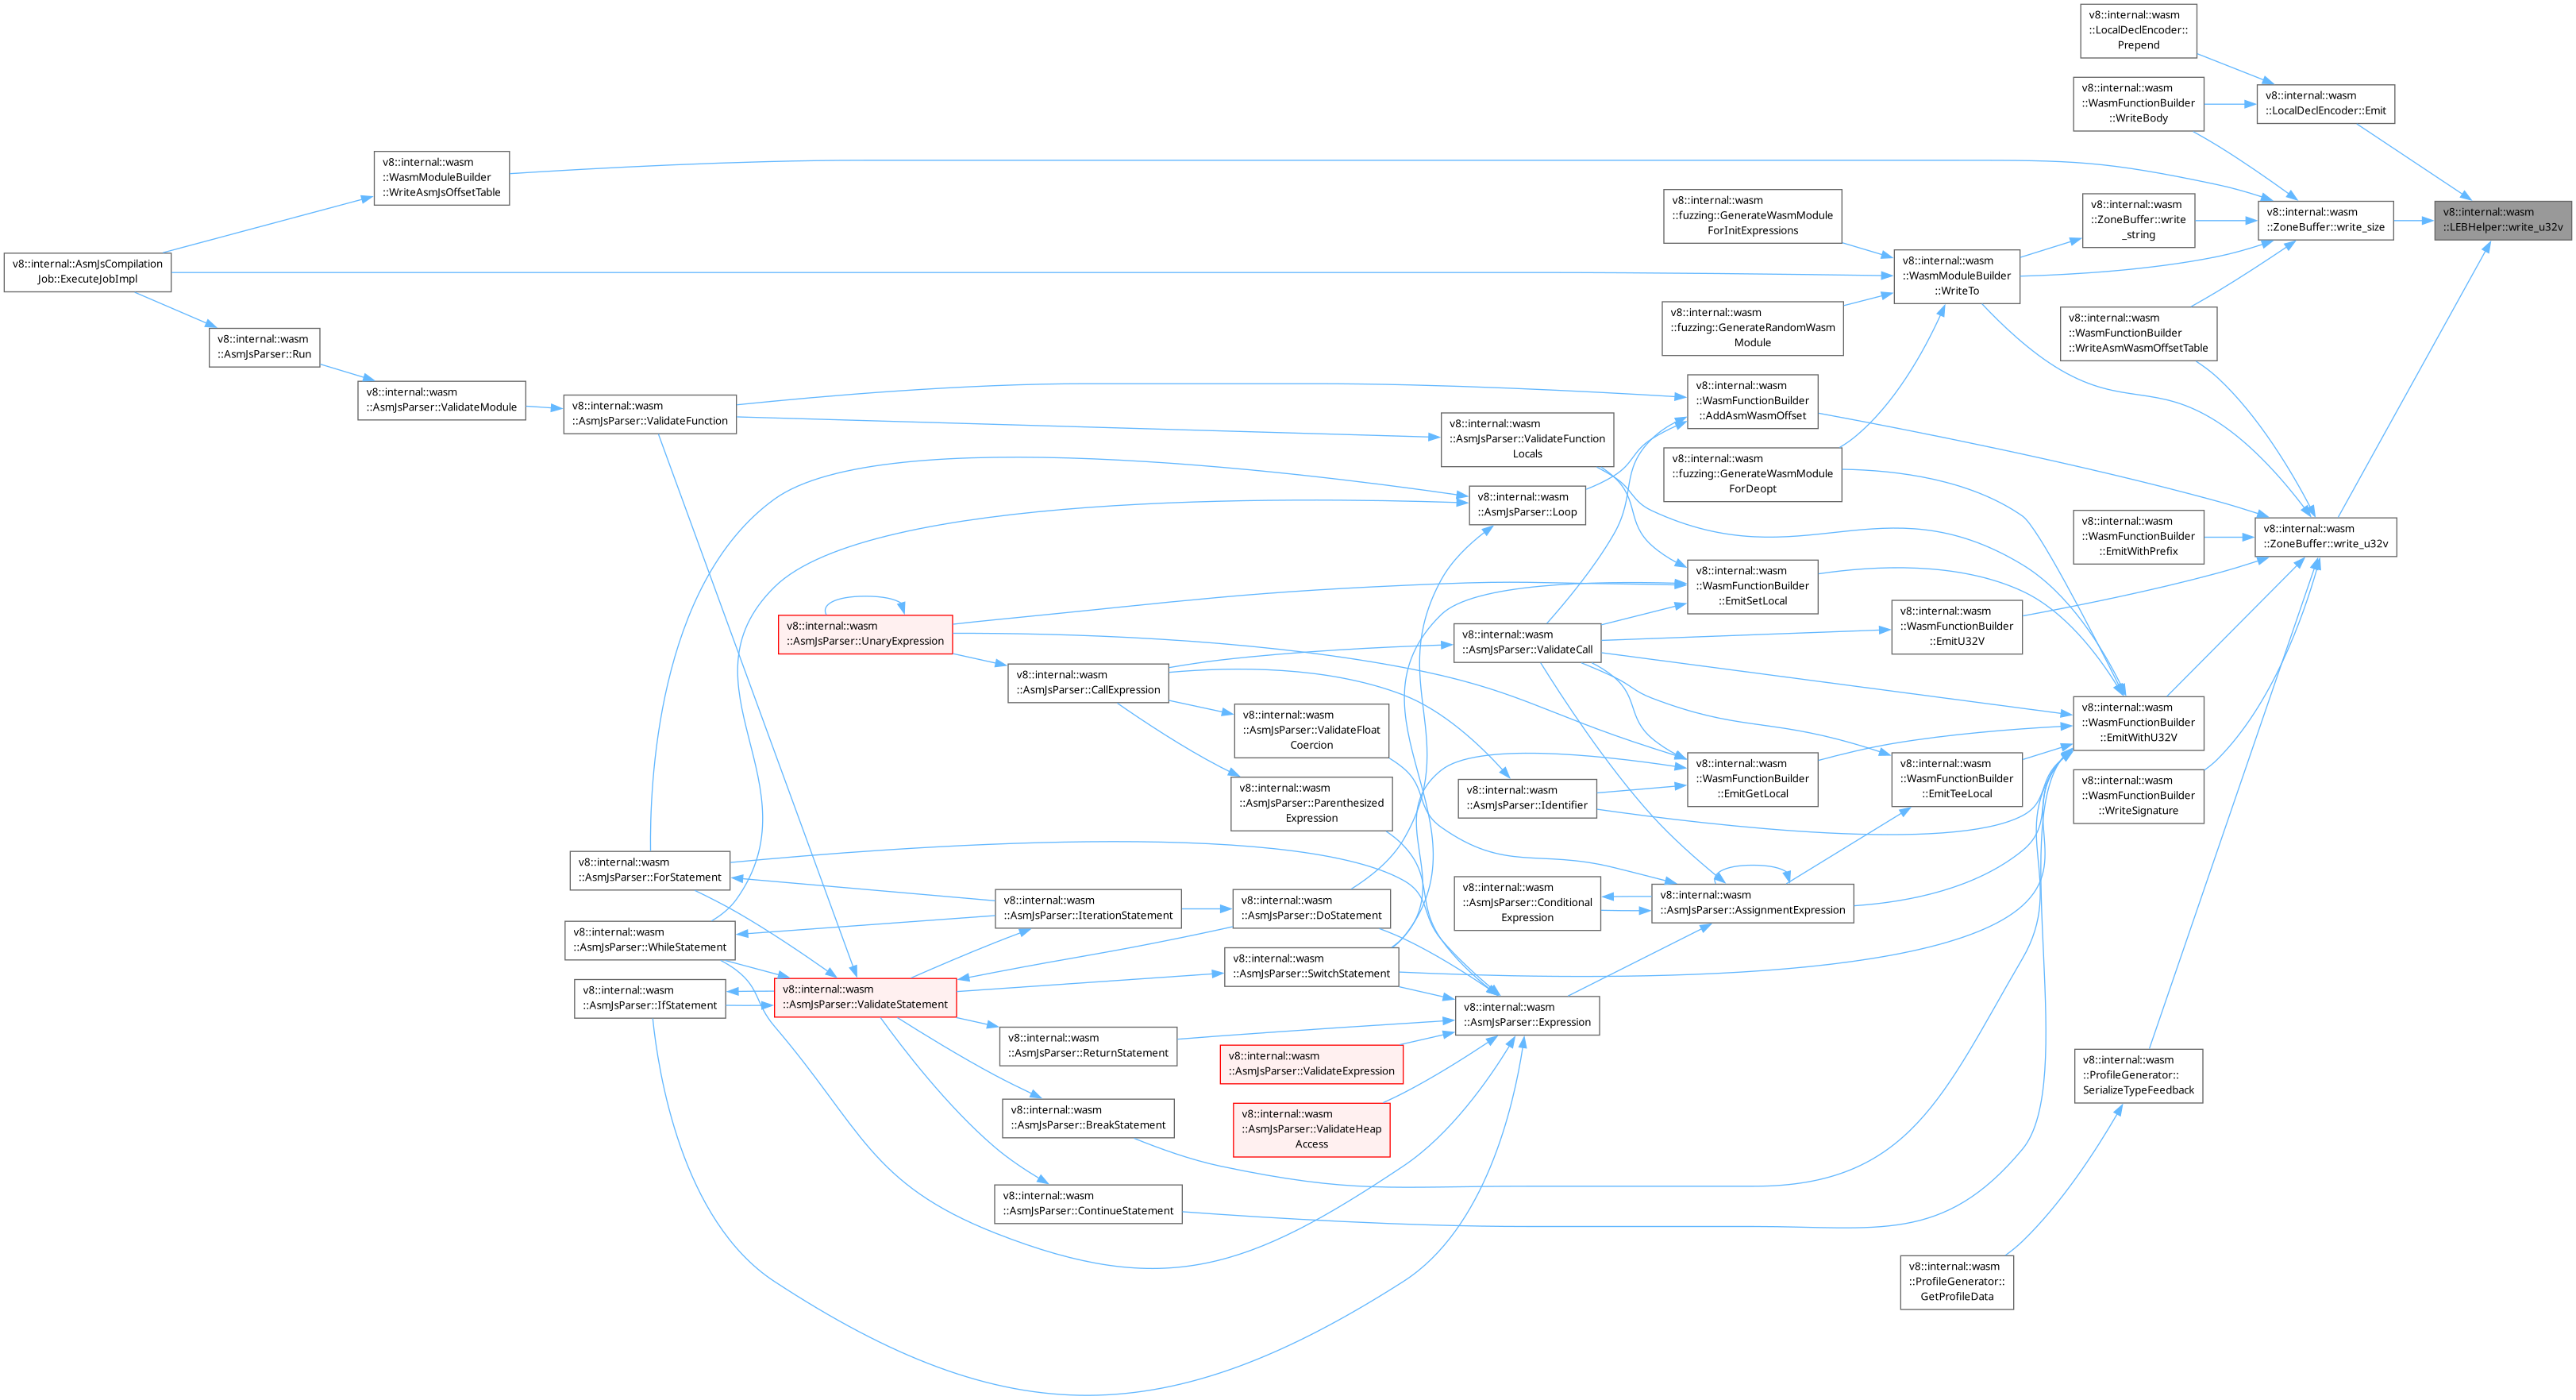 v8::internal::wasm
::LocalDeclEncoder::
Prepend
v8::internal::wasm
::WasmFunctionBuilder
::WriteBody
v8::internal::wasm
::LocalDeclEncoder::Emit
v8::internal::wasm
::WasmModuleBuilder
::WriteAsmJsOffsetTable
v8::internal::wasm
::fuzzing::GenerateWasmModule
ForInitExpressions
v8::internal::wasm
::ZoneBuffer::write
_string
v8::internal::wasm
::ZoneBuffer::write_size
v8::internal::wasm
::LEBHelper::write_u32v
v8::internal::AsmJsCompilation
Job::ExecuteJobImpl
v8::internal::wasm
::WasmModuleBuilder
::WriteTo
v8::internal::wasm
::fuzzing::GenerateRandomWasm
Module
v8::internal::wasm
::WasmFunctionBuilder
::WriteAsmWasmOffsetTable
v8::internal::wasm
::AsmJsParser::Run
v8::internal::wasm
::AsmJsParser::ValidateModule
v8::internal::wasm
::AsmJsParser::ValidateFunction
v8::internal::wasm
::WasmFunctionBuilder
::AddAsmWasmOffset
v8::internal::wasm
::AsmJsParser::ValidateFunction
Locals
v8::internal::wasm
::fuzzing::GenerateWasmModule
ForDeopt
v8::internal::wasm
::AsmJsParser::Loop
v8::internal::wasm
::WasmFunctionBuilder
::EmitWithPrefix
v8::internal::wasm
::ZoneBuffer::write_u32v
v8::internal::wasm
::WasmFunctionBuilder
::EmitSetLocal
v8::internal::wasm
::WasmFunctionBuilder
::EmitU32V
v8::internal::wasm
::AsmJsParser::UnaryExpression
v8::internal::wasm
::AsmJsParser::ValidateCall
v8::internal::wasm
::AsmJsParser::CallExpression
v8::internal::wasm
::AsmJsParser::ValidateFloat
Coercion
v8::internal::wasm
::WasmFunctionBuilder
::EmitWithU32V
v8::internal::wasm
::AsmJsParser::Parenthesized
Expression
v8::internal::wasm
::AsmJsParser::Identifier
v8::internal::wasm
::WasmFunctionBuilder
::EmitGetLocal
v8::internal::wasm
::WasmFunctionBuilder
::EmitTeeLocal
v8::internal::wasm
::WasmFunctionBuilder
::WriteSignature
v8::internal::wasm
::AsmJsParser::ForStatement
v8::internal::wasm
::AsmJsParser::IterationStatement
v8::internal::wasm
::AsmJsParser::DoStatement
v8::internal::wasm
::AsmJsParser::Conditional
Expression
v8::internal::wasm
::AsmJsParser::AssignmentExpression
v8::internal::wasm
::AsmJsParser::WhileStatement
v8::internal::wasm
::AsmJsParser::SwitchStatement
v8::internal::wasm
::AsmJsParser::IfStatement
v8::internal::wasm
::AsmJsParser::ValidateStatement
v8::internal::wasm
::AsmJsParser::Expression
v8::internal::wasm
::AsmJsParser::ReturnStatement
v8::internal::wasm
::AsmJsParser::ValidateExpression
v8::internal::wasm
::ProfileGenerator::
SerializeTypeFeedback
v8::internal::wasm
::AsmJsParser::BreakStatement
v8::internal::wasm
::AsmJsParser::ValidateHeap
Access
v8::internal::wasm
::AsmJsParser::ContinueStatement
v8::internal::wasm
::ProfileGenerator::
GetProfileData